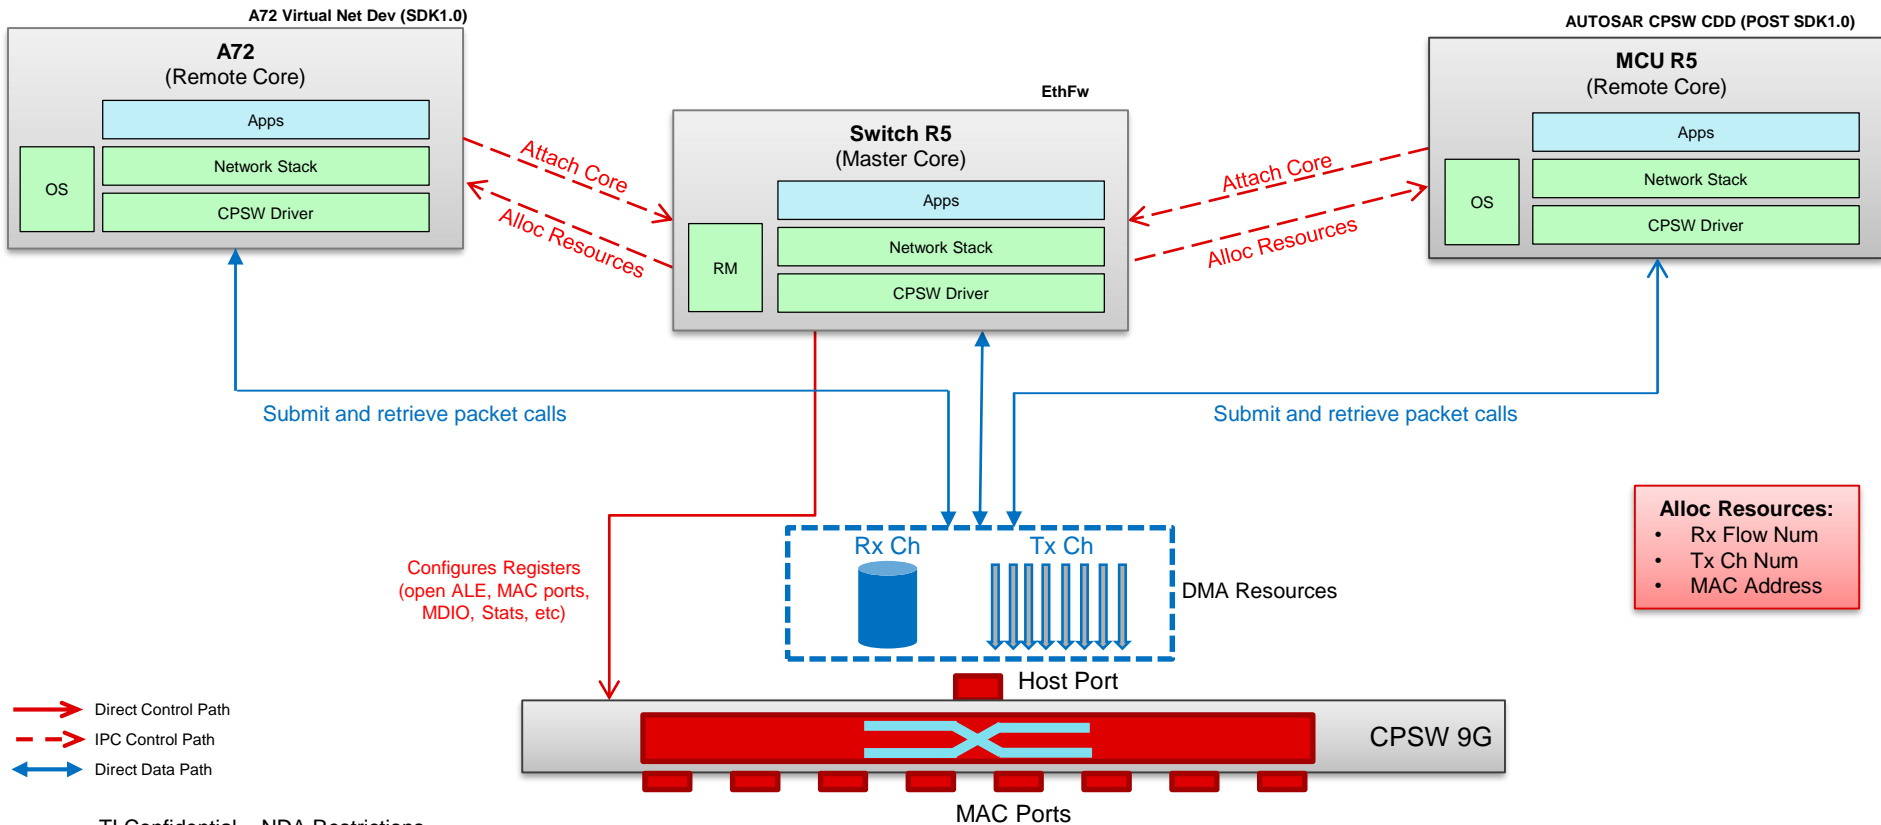 A72 Virtual Net Dev (SDK1.0)
A72
(Remote Core)
Apps
OS
Network Stack
CPSW Driver
Attach Core
Alloc Resources
EthFw
Switch R5
(Master Core)
Apps
RM
Network Stack
CPSW Driver
AUTOSAR CPSW CDD (POST SDK1.0)
MCU R5
(Remote Core)
Apps
OS
Network Stack
CPSW Driver
Attach Core
Alloc Resources
Submit and retrieve packet calls
Submit and retrieve packet calls
Configures Registers
(open ALE, MAC ports,
MDIO, Stats, etc)
Rx Ch
Tx Ch
DMA Resources
Alloc Resources:
• Rx Flow Num
• Tx Ch Num
• MAC Address
Host Port
CPSW 9G
MAC Ports
Direct Control Path
IPC Control Path
Direct Data Path
TI Confidential – NDA Restrictions